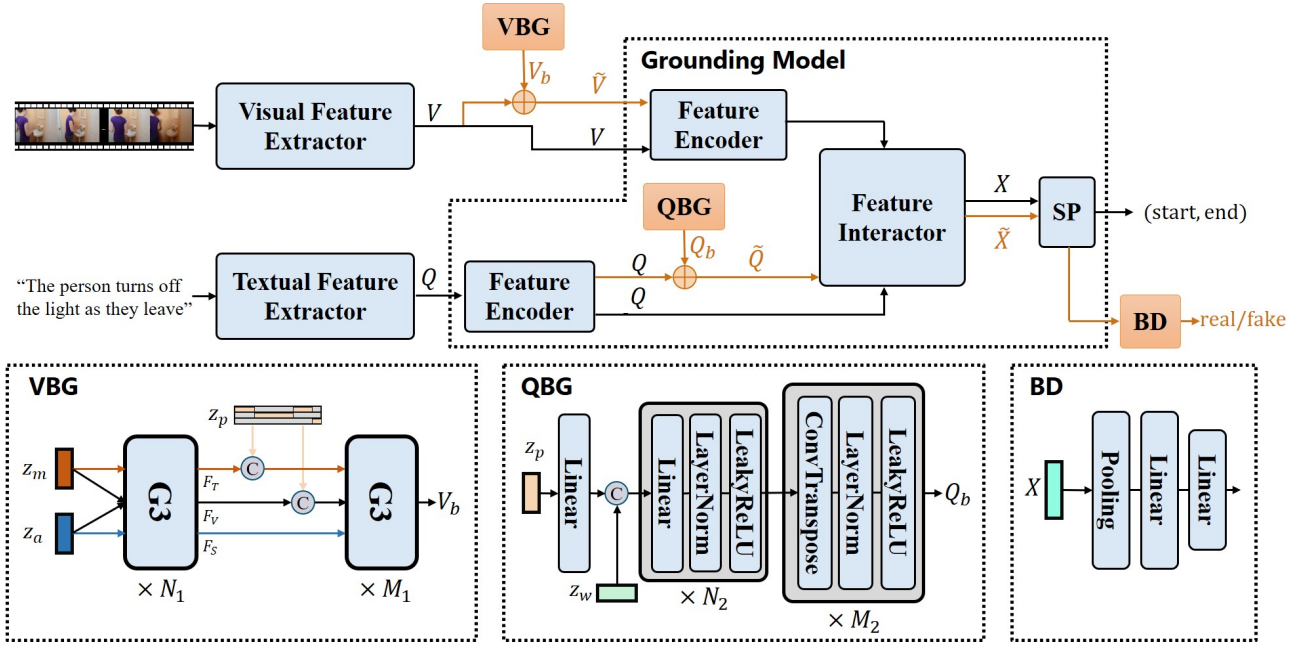 VBG
Grounding Model
V_b
Ṽ
Visual Feature
Extractor
V
V
Feature
Encoder
Feature
Interactor
X
X̃
SP
(start, end)
QBG
Q_b
Q̃
"The person turns off
the light as they leave"
Textual Feature
Extractor
Q
Feature
Encoder
Q
Q
BD
real/fake
VBG
z_p
z_m
z_a
G3
F_T
C
F_V
C
F_S
G3
V_b
× N_1
× M_1
QBG
z_p
Linear
C
z_w
Linear
LayerNorm
LeakyReLU
× N_2
ConvTranspose
LayerNorm
LeakyReLU
× M_2
Q_b
BD
X
Pooling
Linear
Linear